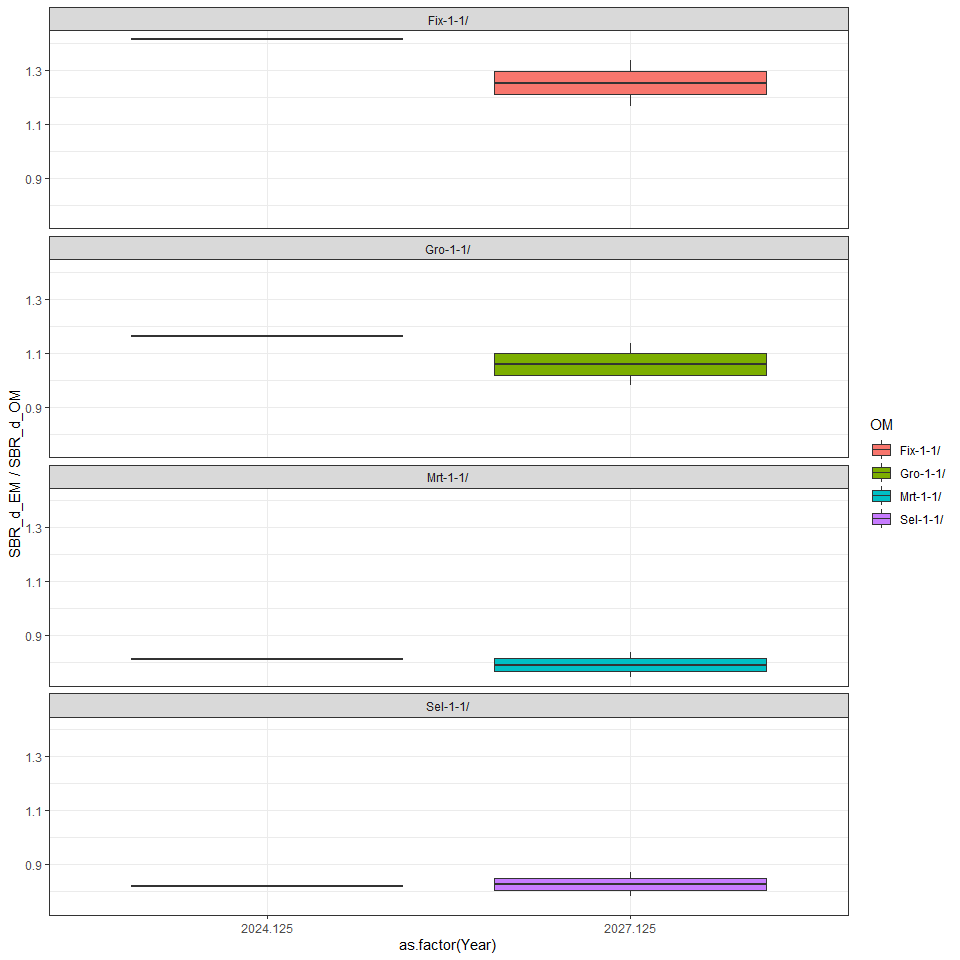 Fix-1-1/
1.3
1.1
0.9
Gro-1-1/
1.3
1.1
0.9
Mrt-1-1/
1.3
1.1
0.9
Sel-1-1/
1.3
1.1
0.9
2024.125
2027.125
as.factor(Year)
SBR_d_EM / SBR_d_OM
OM
Fix-1-1/
Gro-1-1/
Mrt-1-1/
Sel-1-1/